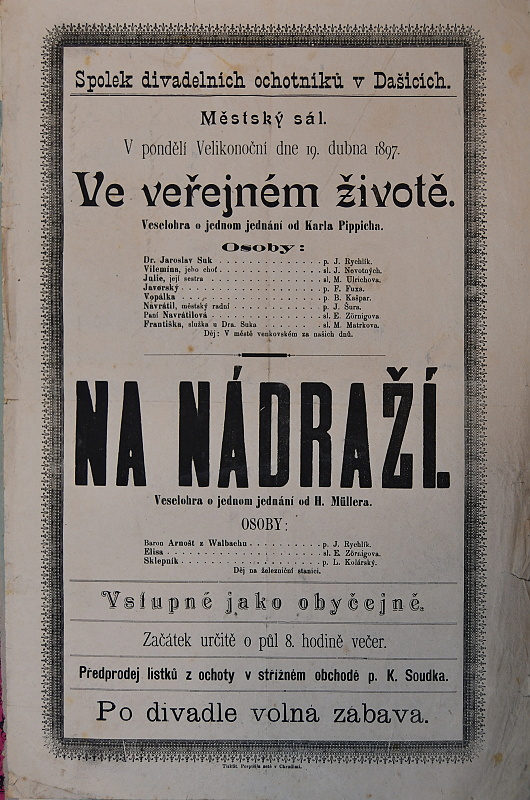 Spolek divadelních ochotníků v Dašicích.
Městský sál.
V pondělí Velikonoční dne 19. dubna 1897.
Ve veřejném životě.
Veselohra o jednom jednání od Karla Pippicha.
Osoby:
Dr. Jaroslav Suk . . . . . . . . . . . . p. J. Rychlík.
Vilemína, jeho choť . . . . . . . . . . . . sl. J. Nevotných.
Julie, její sestra . . . . . . . . . . . . sl. M. Ulrichova.
Javorský . . . . . . . . . . . . p. F. Fuxa.
Vopálka . . . . . . . . . . . . p. B. Kašpar.
Návrátil, městský radní . . . . . . . . . . . . p. J. Šura.
Paní Navrátilová . . . . . . . . . . . . sl. E. Zörnigova
Františka, služka u Dra. Suka . . . . . . . . . . . . sl. M. Matrkova.
Děj: V městě venkovském za našich dnů.
NA NÁDRAŽÍ.
Veselohra o jednom jednání od H. Müllera.
OSOBY:
Baron Arnošt z Walbachu . . . . . . . . . . . . p. J. Rychlík.
Elisa . . . . . . . . . . . . sl. E. Zörnigova.
Sklepník . . . . . . . . . . . . p. L. Kolárský.
Děj na železniční stanici.
Vstupné jako obyčejně.
Začátek určitě o půl 8. hodině večer.
Předprodej lístků z ochoty v střižném obchodě p. K. Soudka.
Po divadle volná zábava.
v Chrudimi.